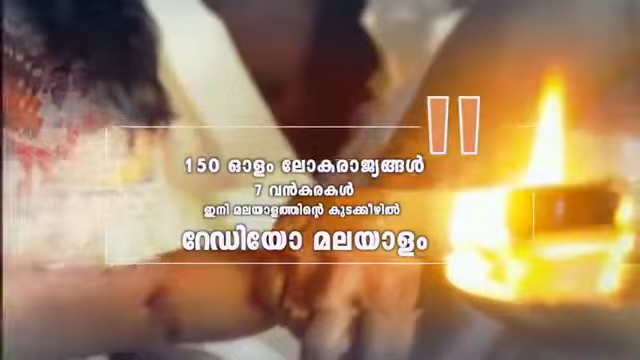 150 ഓളം ലോകരാജ്യങ്ങൾ
7 വൻകരകൾ
ഇനി മലയാളത്തിന്റെ കുടക്കീഴിൽ
റേഡിയോ മലയാളം